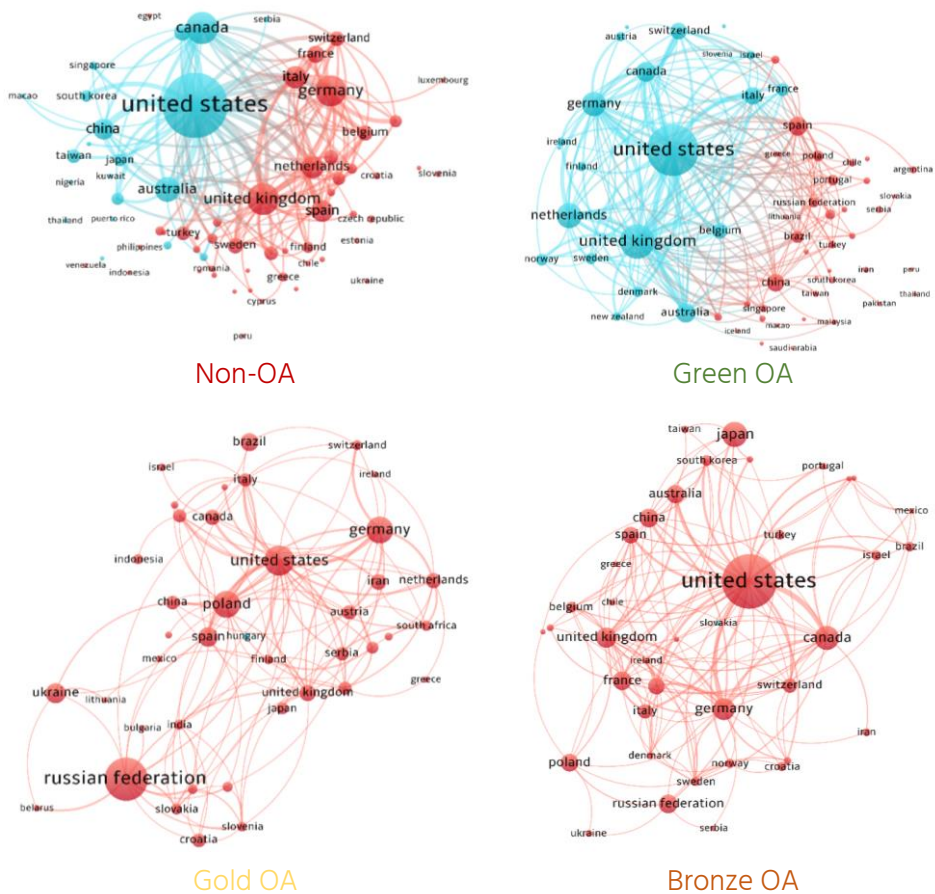 egypt
serbia
canada
switzerland
france
singapore
italy
germany
luxembourg
macao
south korea
united states
china
belgium
taiwan
japan
netherlands
croatia
slovenia
kuwait
nigeria
australia
united kingdom
spain
thailand
puerto rico
czech republic
turkey
philippines
sweden
finland
estonia
venezuela
indonesia
romania
chile
greece
ukraine
cyprus
peru
Non-OA
austria
switzerland
slovenia
israel
canada
germany
italy
france
spain
ireland
united states
greece
poland
chile
finland
argentina
portugal
slovakia
russian federation
serbia
netherlands
lithuania
belgium
brazil
united kingdom
turkey
norway
sweden
iran
peru
south korea
china
denmark
taiwan
thailand
singapore
pakistan
new zealand
australia
iceland
macao
malaysia
saudi arabia
Green OA
brazil
switzerland
israel
italy
ireland
canada
germany
indonesia
united states
iran
netherlands
china
poland
austria
south africa
spain
hungary
mexico
finland
serbia
ukraine
lithuania
united kingdom
greece
japan
bulgaria
india
russian federation
belarus
slovakia
slovenia
croatia
Gold OA
taiwan
japan
south korea
portugal
australia
mexico
china
spain
turkey
brazil
israel
greece
united states
belgium
chile
slovakia
united kingdom
canada
ireland
france
switzerland
italy
germany
iran
denmark
poland
norway
croatia
sweden
russian federation
ukraine
serbia
Bronze OA